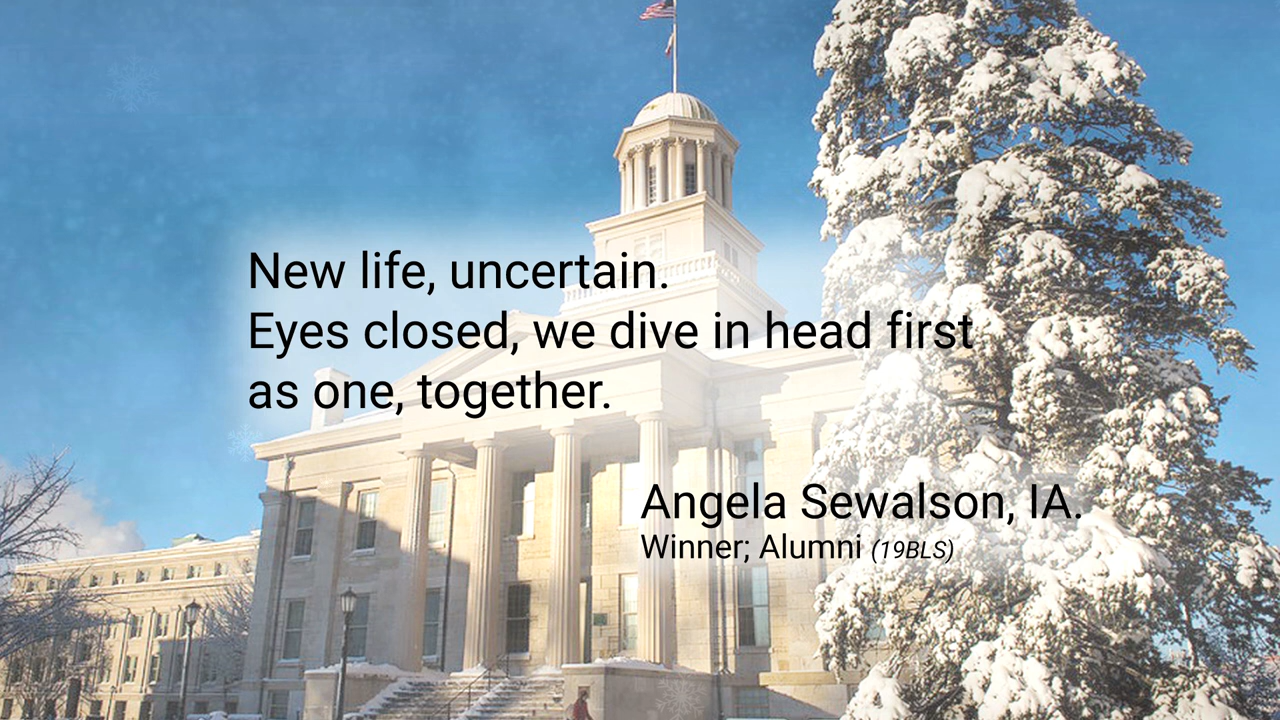 New life, uncertain.
Eyes closed, we dive in head first
as one, together.
Angela Sewalson, IA.
Winner; Alumni (19BLS)